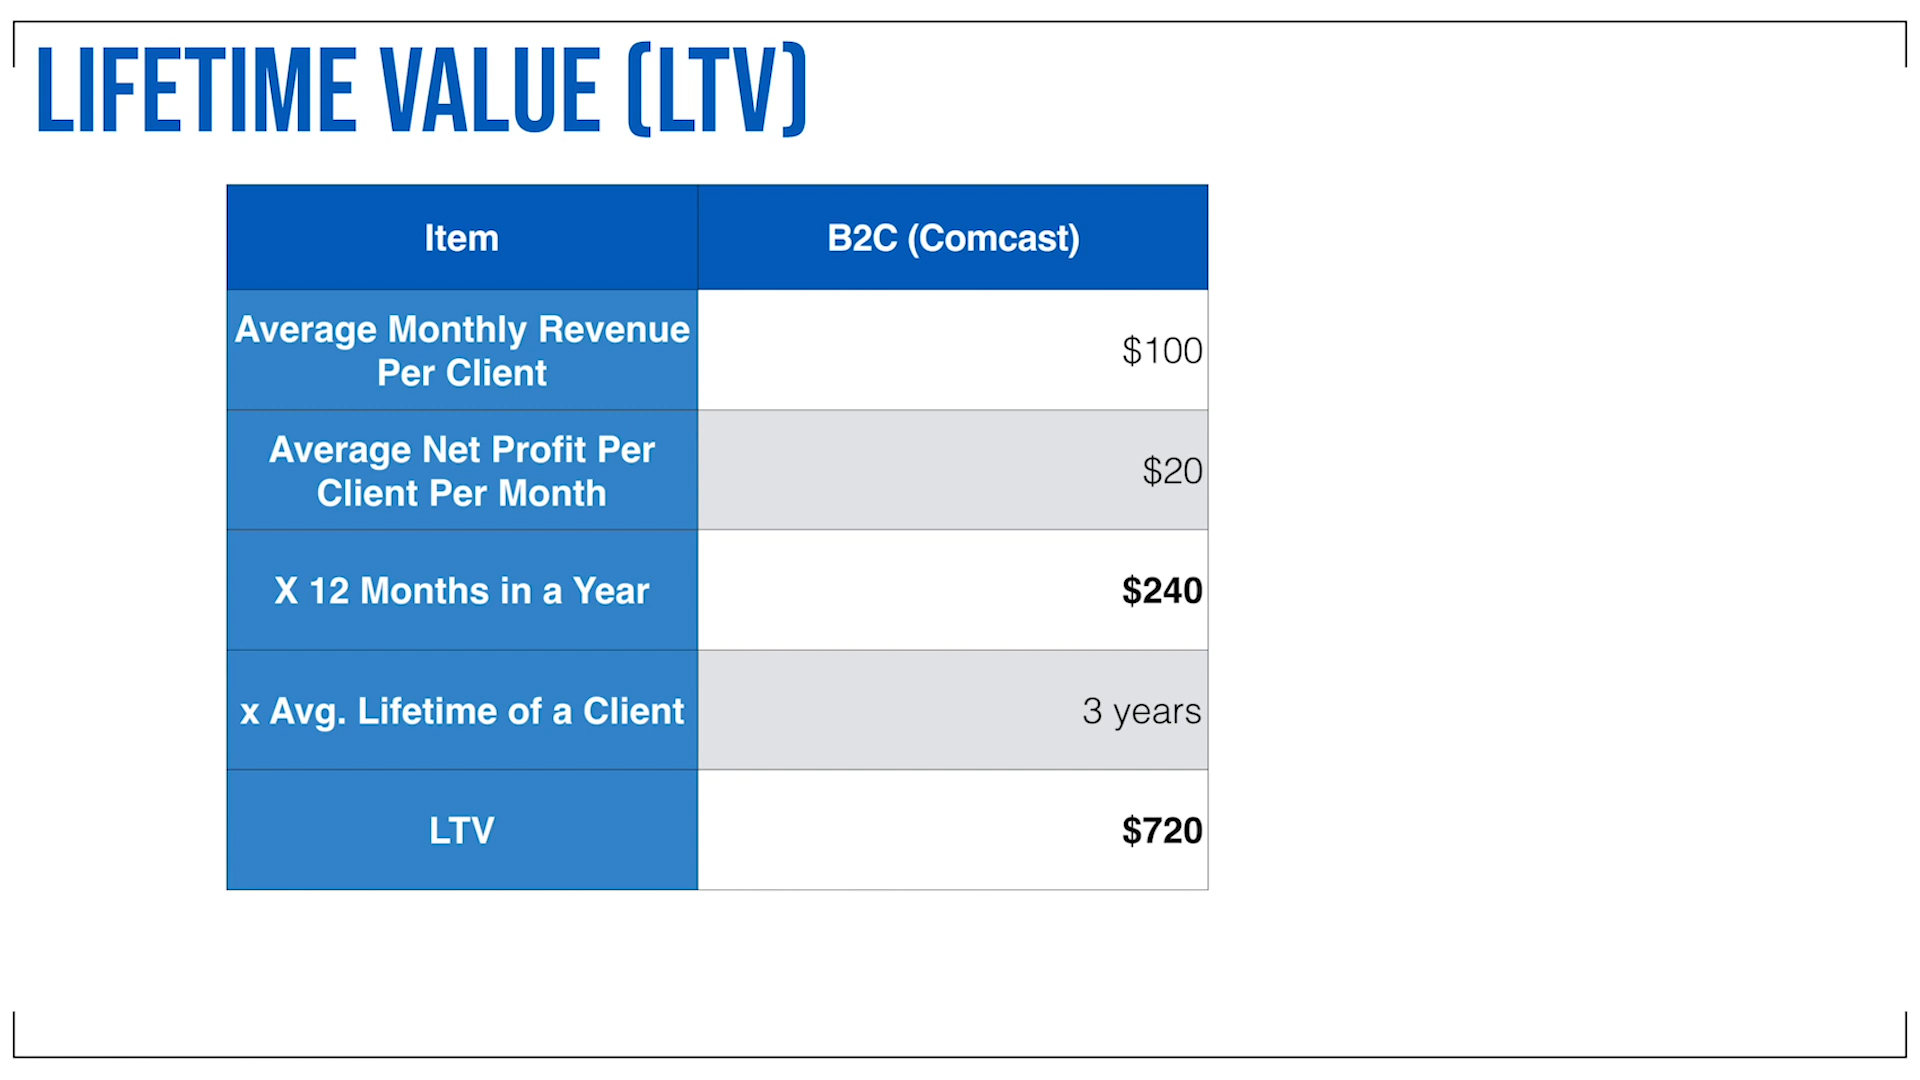 LIFETIME VALUE (LTV)
Item
B2C (Comcast)
Average Monthly Revenue
Per Client
$100
Average Net Profit Per
Client Per Month
$20
X 12 Months in a Year
$240
x Avg. Lifetime of a Client
3 years
LTV
$720